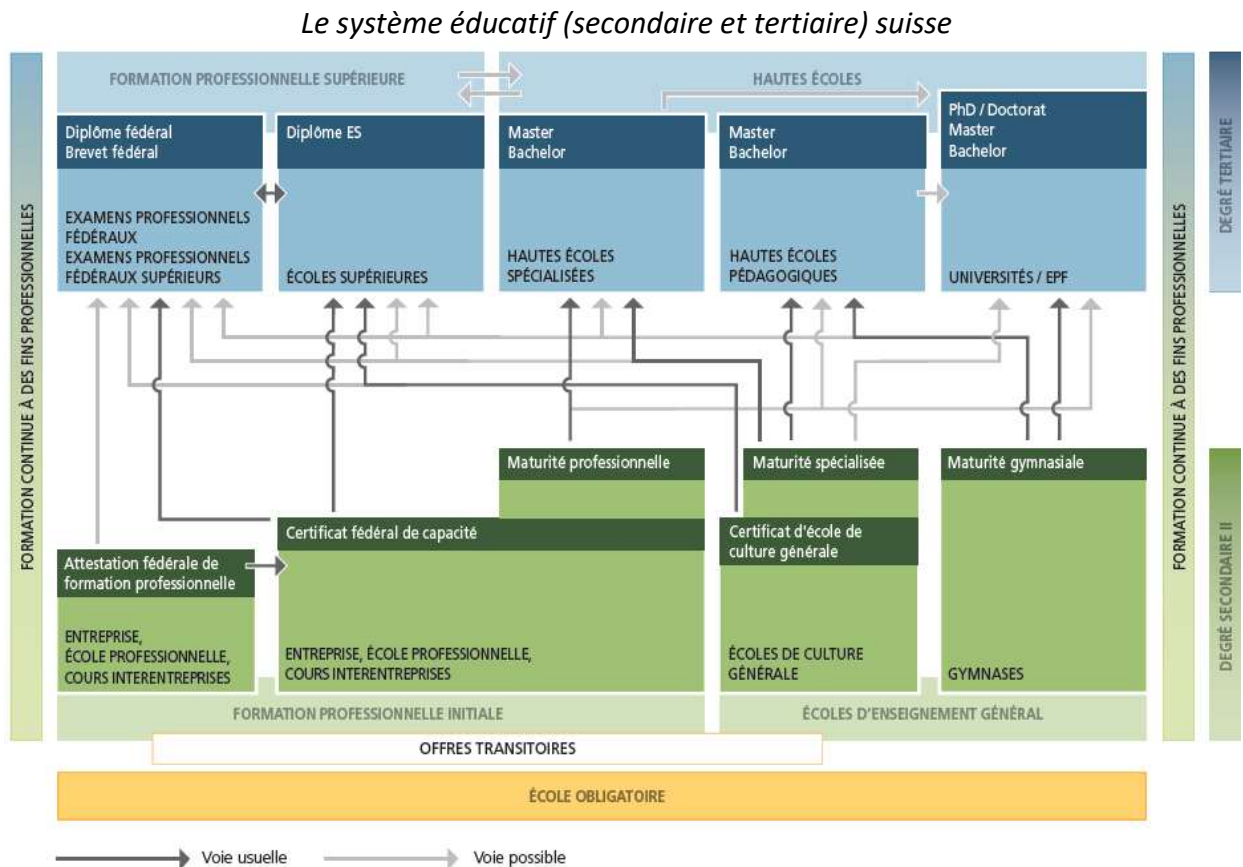 Le système éducatif (secondaire et tertiaire) suisse
FORMATION CONTINUE À DES FINS PROFESSIONNELLES
FORMATION PROFESSIONNELLE SUPÉRIEURE
HAUTES ÉCOLES
Diplôme fédéral
Brevet fédéral
EXAMENS PROFESSIONNELS
FÉDÉRAUX
EXAMENS PROFESSIONNELS
FÉDÉRAUX SUPÉRIEURS
Diplôme ES
ÉCOLES SUPÉRIEURES
Master
Bachelor
HAUTES ÉCOLES
SPÉCIALISÉES
Master
Bachelor
HAUTES ÉCOLES
PÉDAGOGIQUES
PhD / Doctorat
Master
Bachelor
UNIVERSITÉS / EPF
FORMATION CONTINUE À DES FINS PROFESSIONNELLES
DEGRÉ TERTIAIRE
Attestation fédérale de
formation professionnelle
ENTREPRISE,
ÉCOLE PROFESSIONNELLE,
COURS INTERENTREPRISES
Maturité professionnelle
Certificat fédéral de capacité
ENTREPRISE, ÉCOLE PROFESSIONNELLE,
COURS INTERENTREPRISES
Maturité spécialisée
Certificat d'école de
culture générale
ÉCOLES DE CULTURE
GÉNÉRALE
Maturité gymnasiale
GYMNASES
DEGRÉ SECONDAIRE II
FORMATION PROFESSIONNELLE INITIALE
ÉCOLES D'ENSEIGNEMENT GÉNÉRAL
OFFRES TRANSITOIRES
ÉCOLE OBLIGATOIRE
Voie usuelle
Voie possible